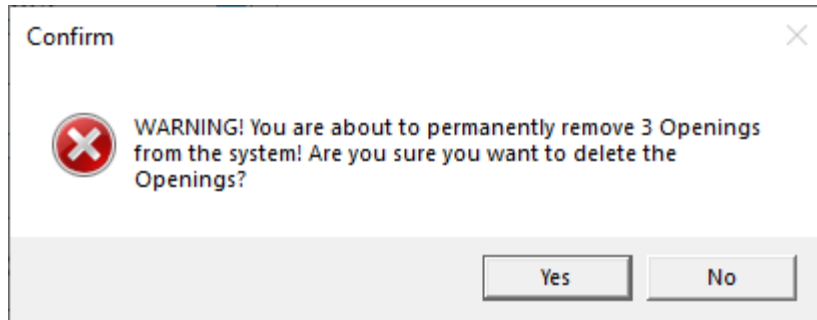 Confirm
WARNING! You are about to permanently remove 3 Openings
from the system! Are you sure you want to delete the
Openings?
Yes
No